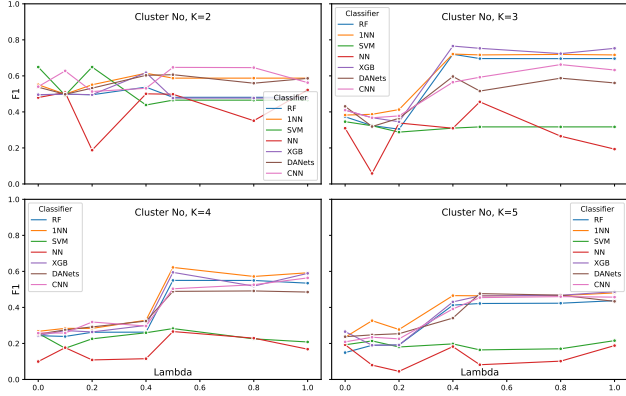 Cluster No, K=2
F1
1.0
0.8
0.6
0.4
0.2
0.0
Classifier
RF
1NN
SVM
NN
XGB
DANets
CNN
Cluster No, K=3
Classifier
RF
1NN
SVM
NN
XGB
DANets
CNN
Cluster No, K=4
F1
1.0
0.8
0.6
0.4
0.2
0.0
Classifier
RF
1NN
SVM
NN
XGB
DANets
CNN
0.0
0.2
0.4
0.6
0.8
1.0
Lambda
Cluster No, K=5
Classifier
RF
1NN
SVM
NN
XGB
DANets
CNN
0.0
0.2
0.4
0.6
0.8
1.0
Lambda